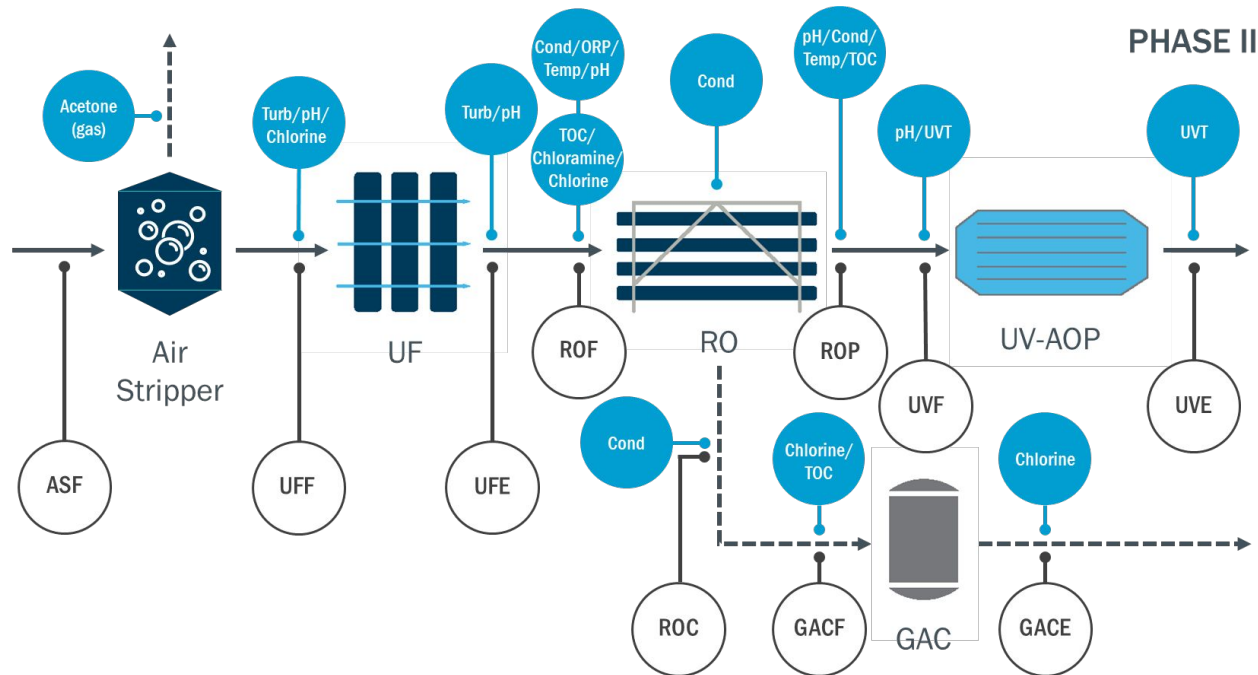 PHASE II
Acetone
(gas)
Turb/pH/
Chlorine
Turb/pH
Cond/ORP/
Temp/pH
TOC/
Chloramine/
Chlorine
Cond
pH/Cond/
Temp/TOC
pH/UVT
UVT
Air
Stripper
UF
RO
UV-AOP
ASF
UFF
UFE
ROF
ROP
UVF
UVE
Cond
Chlorine/
TOC
Chlorine
ROC
GACF
GAC
GACE